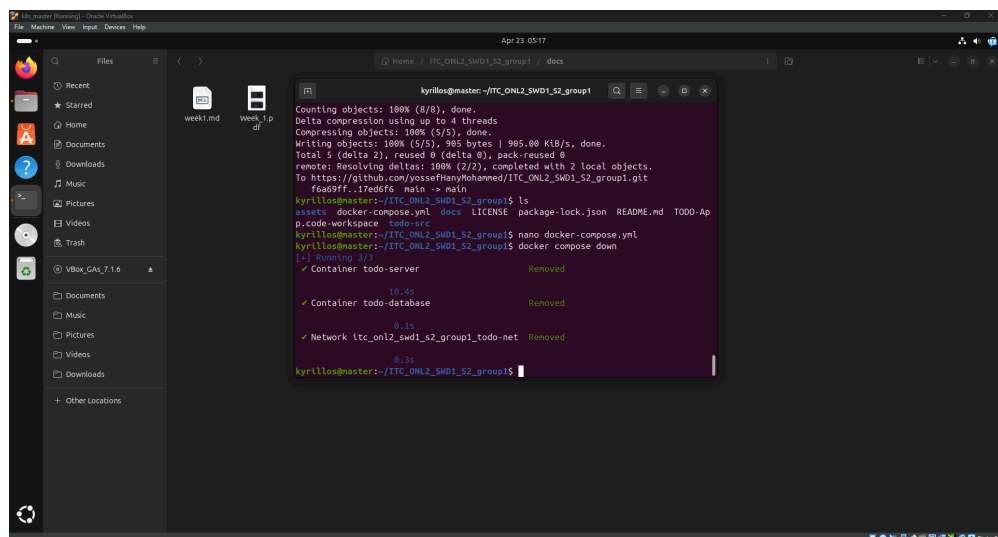 k8s_master [Running] - Oracle VirtualBox
File Machine View Input Devices Help
Apr 23 05:17
Files
Home / ITC_ONL2_SWD1_S2_group1 / docs
Recent
Starred
Home
Documents
Downloads
Music
Pictures
Videos
Trash
VBox_GAs_7.1.6
Documents
Music
Pictures
Videos
Downloads
+ Other Locations
week1.md
Week_1.p
df
kyrillos@master: ~/ITC_ONL2_SWD1_S2_group1
Counting objects: 100% (8/8), done.
Delta compression using up to 4 threads
Compressing objects: 100% (5/5), done.
Writing objects: 100% (5/5), 905 bytes | 905.00 KiB/s, done.
Total 5 (delta 2), reused 0 (delta 0), pack-reused 0
remote: Resolving deltas: 100% (2/2), completed with 2 local objects.
To https://github.com/yossefHanyMohammed/ITC_ONL2_SWD1_S2_group1.git
f6a69ff..17ed6f6 main -> main
kyrillos@master:~/ITC_ONL2_SWD1_S2_group1$ ls
assets docker-compose.yml docs LICENSE package-lock.json README.md TODO-Ap
p.code-workspace todo-src
kyrillos@master:~/ITC_ONL2_SWD1_S2_group1$ nano docker-compose.yml
kyrillos@master:~/ITC_ONL2_SWD1_S2_group1$ docker compose down
[+] Running 3/3
✔ Container todo-server Removed
10.4s
✔ Container todo-database Removed
0.1s
✔ Network itc_onl2_swd1_s2_group1_todo-net Removed
0.3s
kyrillos@master:~/ITC_ONL2_SWD1_S2_group1$